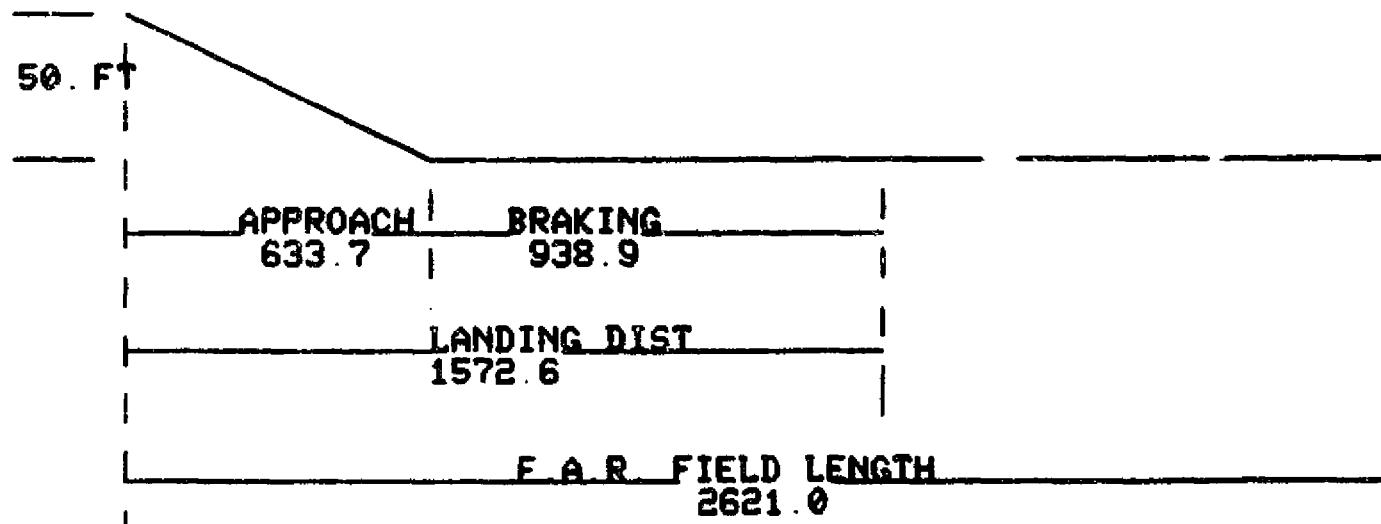 50. FT
APPROACH BRAKING
633.7 938.9
LANDING DIST
1572.6
F.A.R. FIELD LENGTH
2621.0